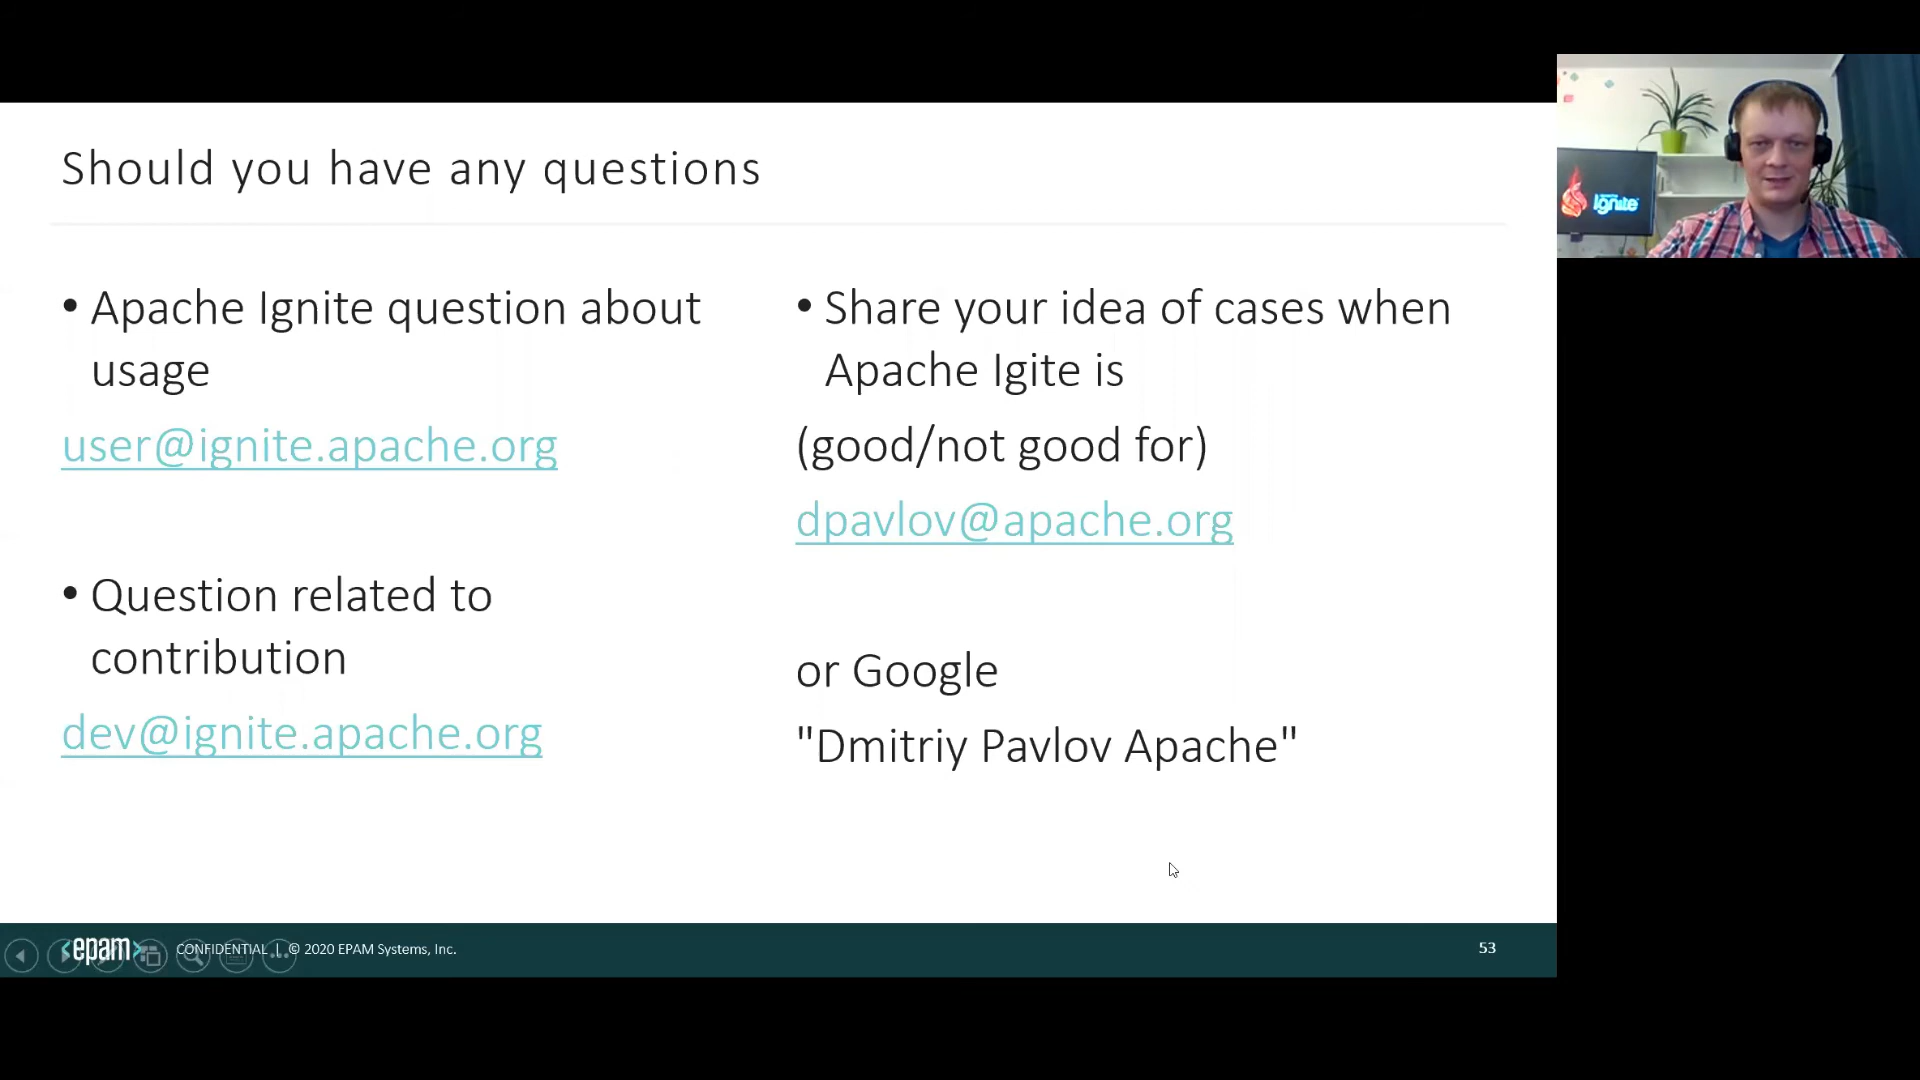 Should you have any questions
• Apache Ignite question about
usage
user@ignite.apache.org
• Question related to
contribution
dev@ignite.apache.org
• Share your idea of cases when
Apache Igite is
(good/not good for)
dpavlov@apache.org
or Google
"Dmitriy Pavlov Apache"
Ignite
<epam> CONFIDENTIAL | © 2020 EPAM Systems, Inc.
53